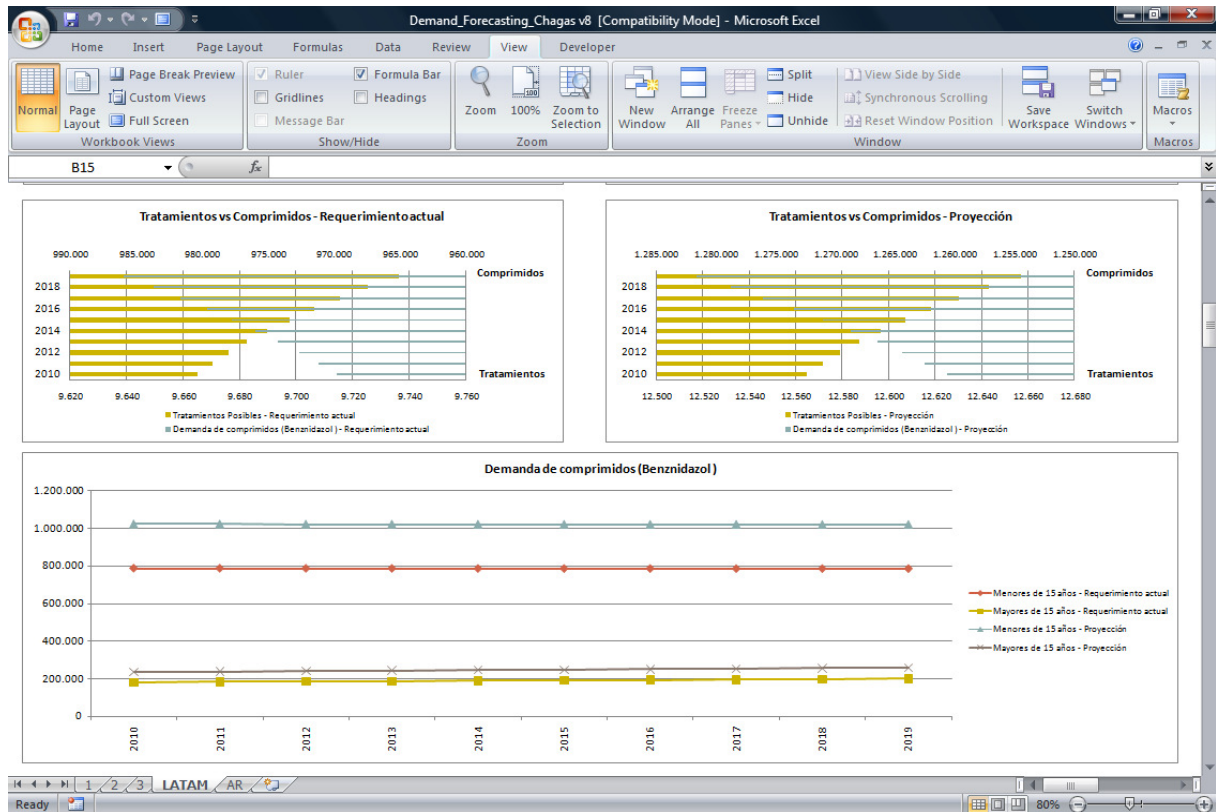 Demand_Forecasting_Chagas v8 [Compatibility Mode] - Microsoft Excel
Home Insert Page Layout Formulas Data Review View Developer
Normal
Page Layout
Page Break Preview
Custom Views
Full Screen
Workbook Views
Ruler
Gridlines
Message Bar
Formula Bar
Headings
Show/Hide
Zoom
100%
Zoom to Selection
Zoom
New Window
Arrange All
Freeze Panes
Split
Hide
Unhide
View Side by Side
Synchronous Scrolling
Reset Window Position
Save Workspace
Switch Windows
Window
Macros
Macros
B15 fx
Tratamientos vs Comprimidos - Requerimiento actual
990.000 985.000 980.000 975.000 970.000 965.000 960.000
Comprimidos
2018
2016
2014
2012
2010
Tratamientos
9.620 9.640 9.660 9.680 9.700 9.720 9.740 9.760
Tratamientos Posibles - Requerimiento actual
Demanda de comprimidos (Benznidazol ) - Requerimiento actual
Tratamientos vs Comprimidos - Proyección
1.285.000 1.280.000 1.275.000 1.270.000 1.265.000 1.260.000 1.255.000 1.250.000
Comprimidos
2018
2016
2014
2012
2010
Tratamientos
12.500 12.520 12.540 12.560 12.580 12.600 12.620 12.640 12.660 12.680
Tratamientos Posibles - Proyección
Demanda de comprimidos (Benznidazol ) - Proyección
Demanda de comprimidos (Benznidazol )
1.200.000
1.000.000
800.000
600.000
400.000
200.000
0
2010 2011 2012 2013 2014 2015 2016 2017 2018 2019
Menores de 15 años - Requerimiento actual
Mayores de 15 años - Requerimiento actual
Menores de 15 años - Proyección
Mayores de 15 años - Proyección
1 2 3 LATAM AR
Ready 80%